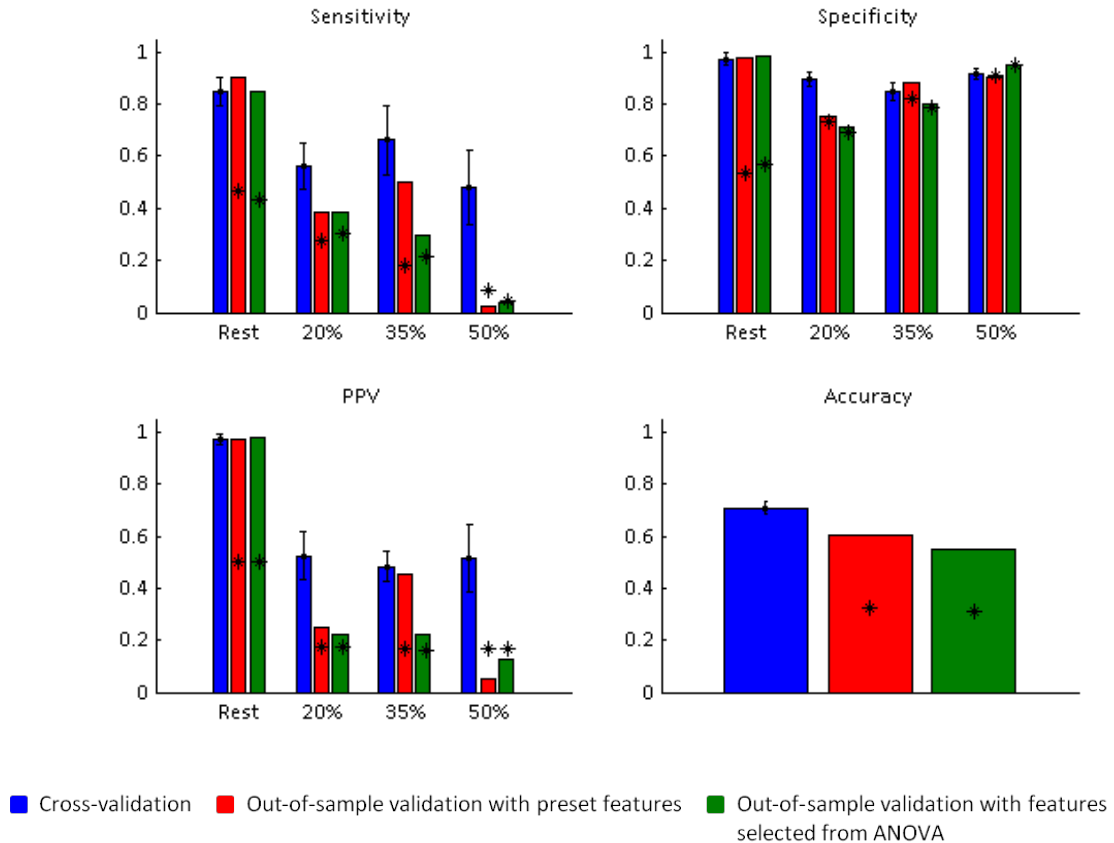 Sensitivity
1
0.8
0.6
0.4
0.2
0
Rest 20% 35% 50%
Specificity
1
0.8
0.6
0.4
0.2
0
Rest 20% 35% 50%
PPV
1
0.8
0.6
0.4
0.2
0
Rest 20% 35% 50%
Accuracy
1
0.8
0.6
0.4
0.2
0
Cross-validation
Out-of-sample validation with preset features
Out-of-sample validation with features
selected from ANOVA